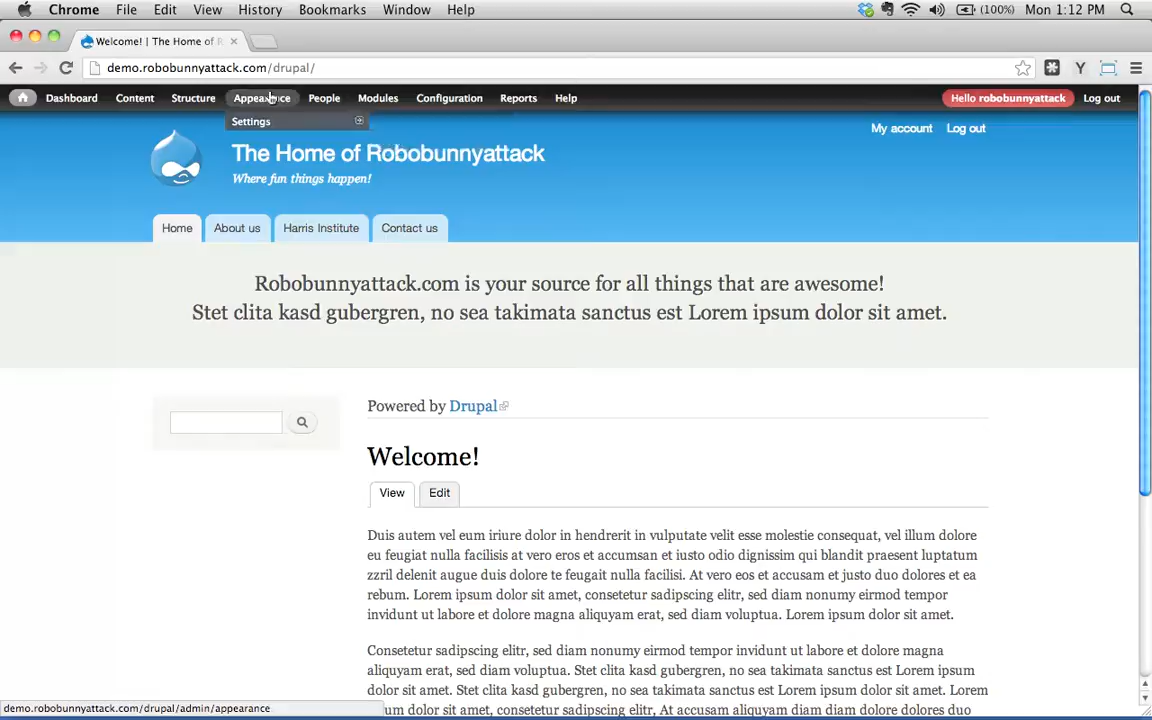 Chrome File Edit View History Bookmarks Window Help (100%) Mon 1:12 PM
Welcome! | The Home of R
demo.robobunnyattack.com/drupal/
Dashboard Content Structure Appearance People Modules Configuration Reports Help Hello robobunnyattack Log out
Settings
My account Log out
The Home of Robobunnyattack
Where fun things happen!
Home About us Harris Institute Contact us
Robobunnyattack.com is your source for all things that are awesome!
Stet clita kasd gubergren, no sea takimata sanctus est Lorem ipsum dolor sit amet.
Powered by Drupal
Welcome!
View Edit
Duis autem vel eum iriure dolor in hendrerit in vulputate velit esse molestie consequat, vel illum dolore
eu feugiat nulla facilisis at vero eros et accumsan et iusto odio dignissim qui blandit praesent luptatum
zzril delenit augue duis dolore te feugait nulla facilisi. At vero eos et accusam et justo duo dolores et ea
rebum. Lorem ipsum dolor sit amet, consetetur sadipscing elitr, sed diam nonumy eirmod tempor
invidunt ut labore et dolore magna aliquyam erat, sed diam voluptua. Lorem ipsum dolor sit amet.
Consetetur sadipscing elitr, sed diam nonumy eirmod tempor invidunt ut labore et dolore magna
aliquyam erat, sed diam voluptua. Stet clita kasd gubergren, no sea takimata sanctus est Lorem ipsum
dolor sit amet. Lorem ipsum dolor sit amet, consetetur sadipscing elitr, sed diam nonumy eirmod tempor. Lorem
demo.robobunnyattack.com/drupal/admin/appearance